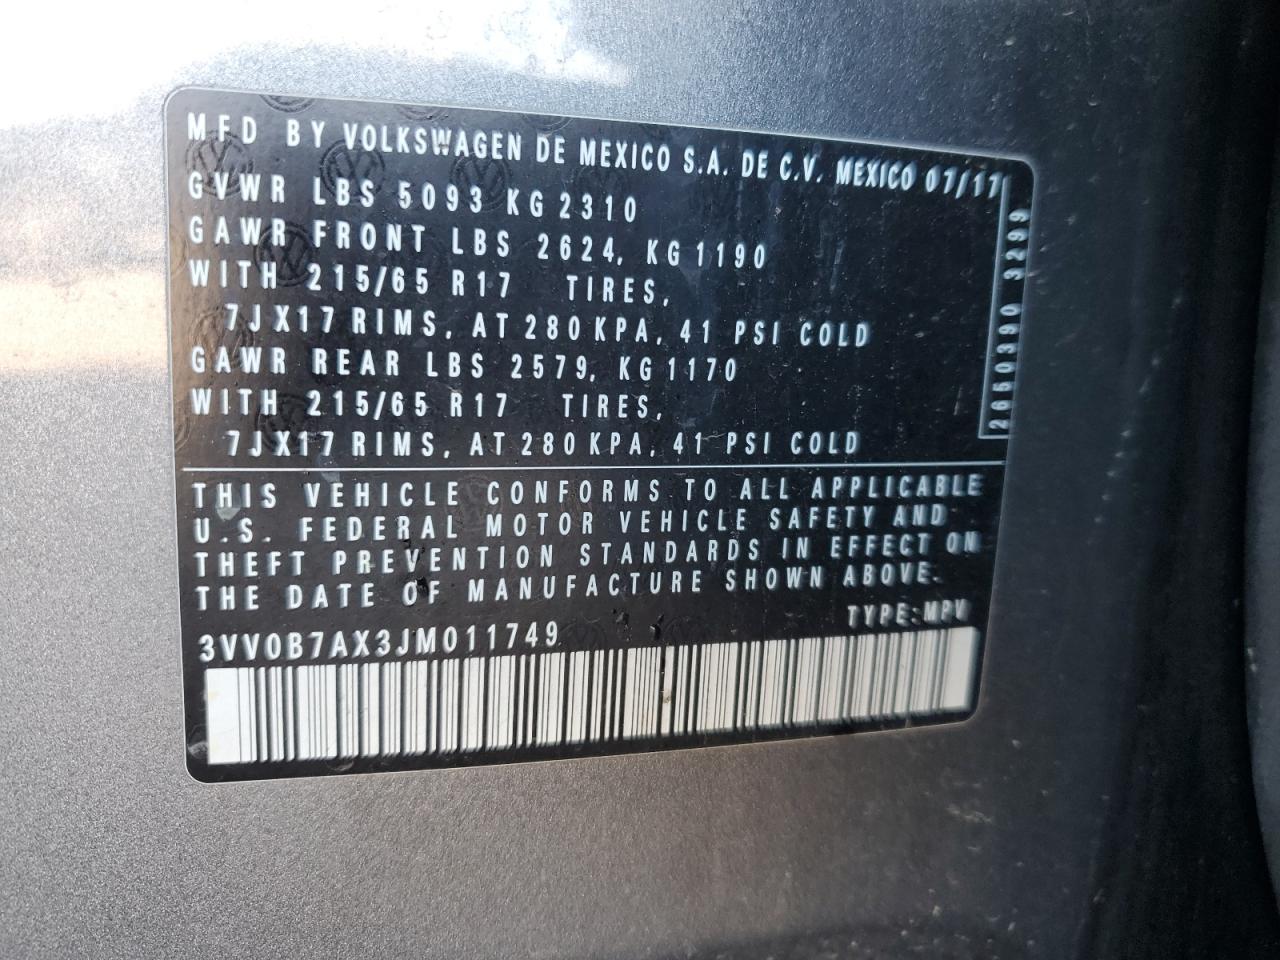 MFD BY VOLKSWAGEN DE MEXICO S.A. DE C.V. MEXICO 07/17
GVWR LBS 5093 KG 2310
GAWR FRONT LBS 2624, KG 1190
WITH 215/65 R17 TIRES,
7JX17 RIMS, AT 280 KPA, 41 PSI COLD
GAWR REAR LBS 2579, KG 1170
WITH 215/65 R17 TIRES,
7JX17 RIMS, AT 280 KPA, 41 PSI COLD
2650390 3299
THIS VEHICLE CONFORMS TO ALL APPLICABLE
U.S. FEDERAL MOTOR VEHICLE SAFETY AND
THEFT PREVENTION STANDARDS IN EFFECT ON
THE DATE OF MANUFACTURE SHOWN ABOVE.
TYPE:MPV
3VV0B7AX3JM011749